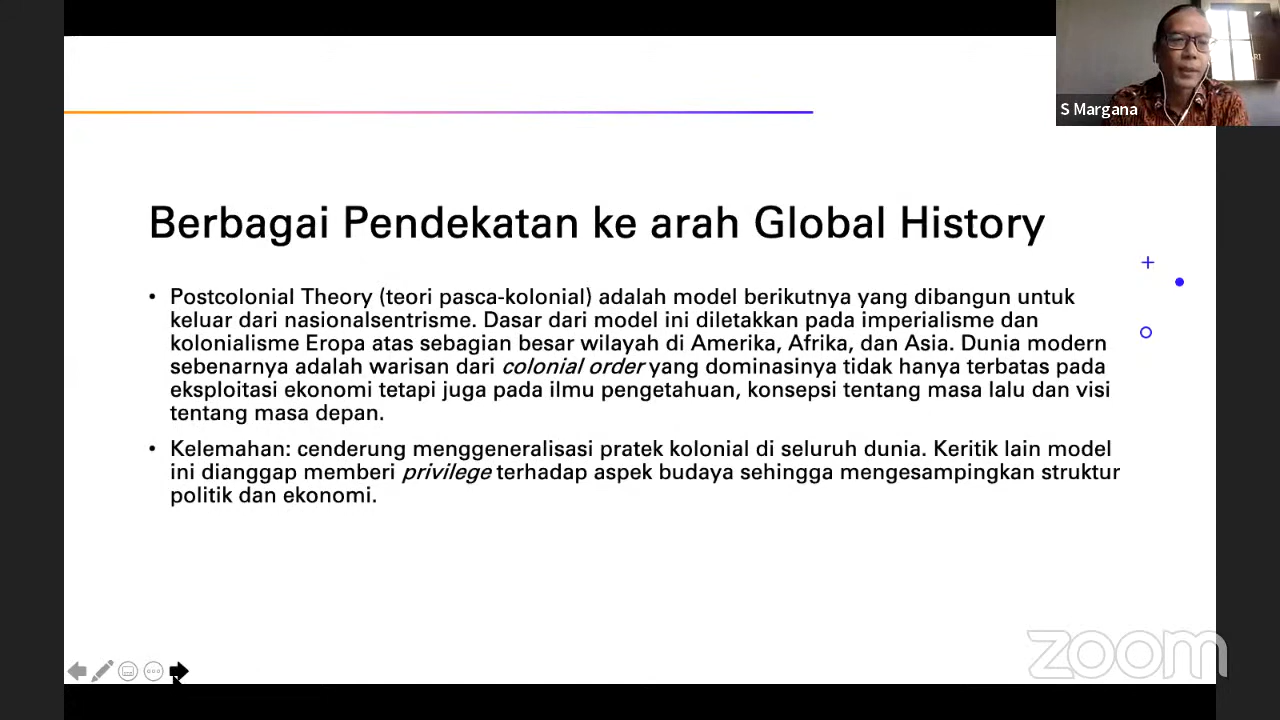 S Margana
Berbagai Pendekatan ke arah Global History
• Postcolonial Theory (teori pasca-kolonial) adalah model berikutnya yang dibangun untuk
keluar dari nasionalsentrisme. Dasar dari model ini diletakkan pada imperialisme dan
kolonialisme Eropa atas sebagian besar wilayah di Amerika, Afrika, dan Asia. Dunia modern
sebenarnya adalah warisan dari colonial order yang dominasinya tidak hanya terbatas pada
eksploitasi ekonomi tetapi juga pada ilmu pengetahuan, konsepsi tentang masa lalu dan visi
tentang masa depan.
• Kelemahan: cenderung menggeneralisasi pratek kolonial di seluruh dunia. Keritik lain model
ini dianggap memberi privilege terhadap aspek budaya sehingga mengesampingkan struktur
politik dan ekonomi.
zoom